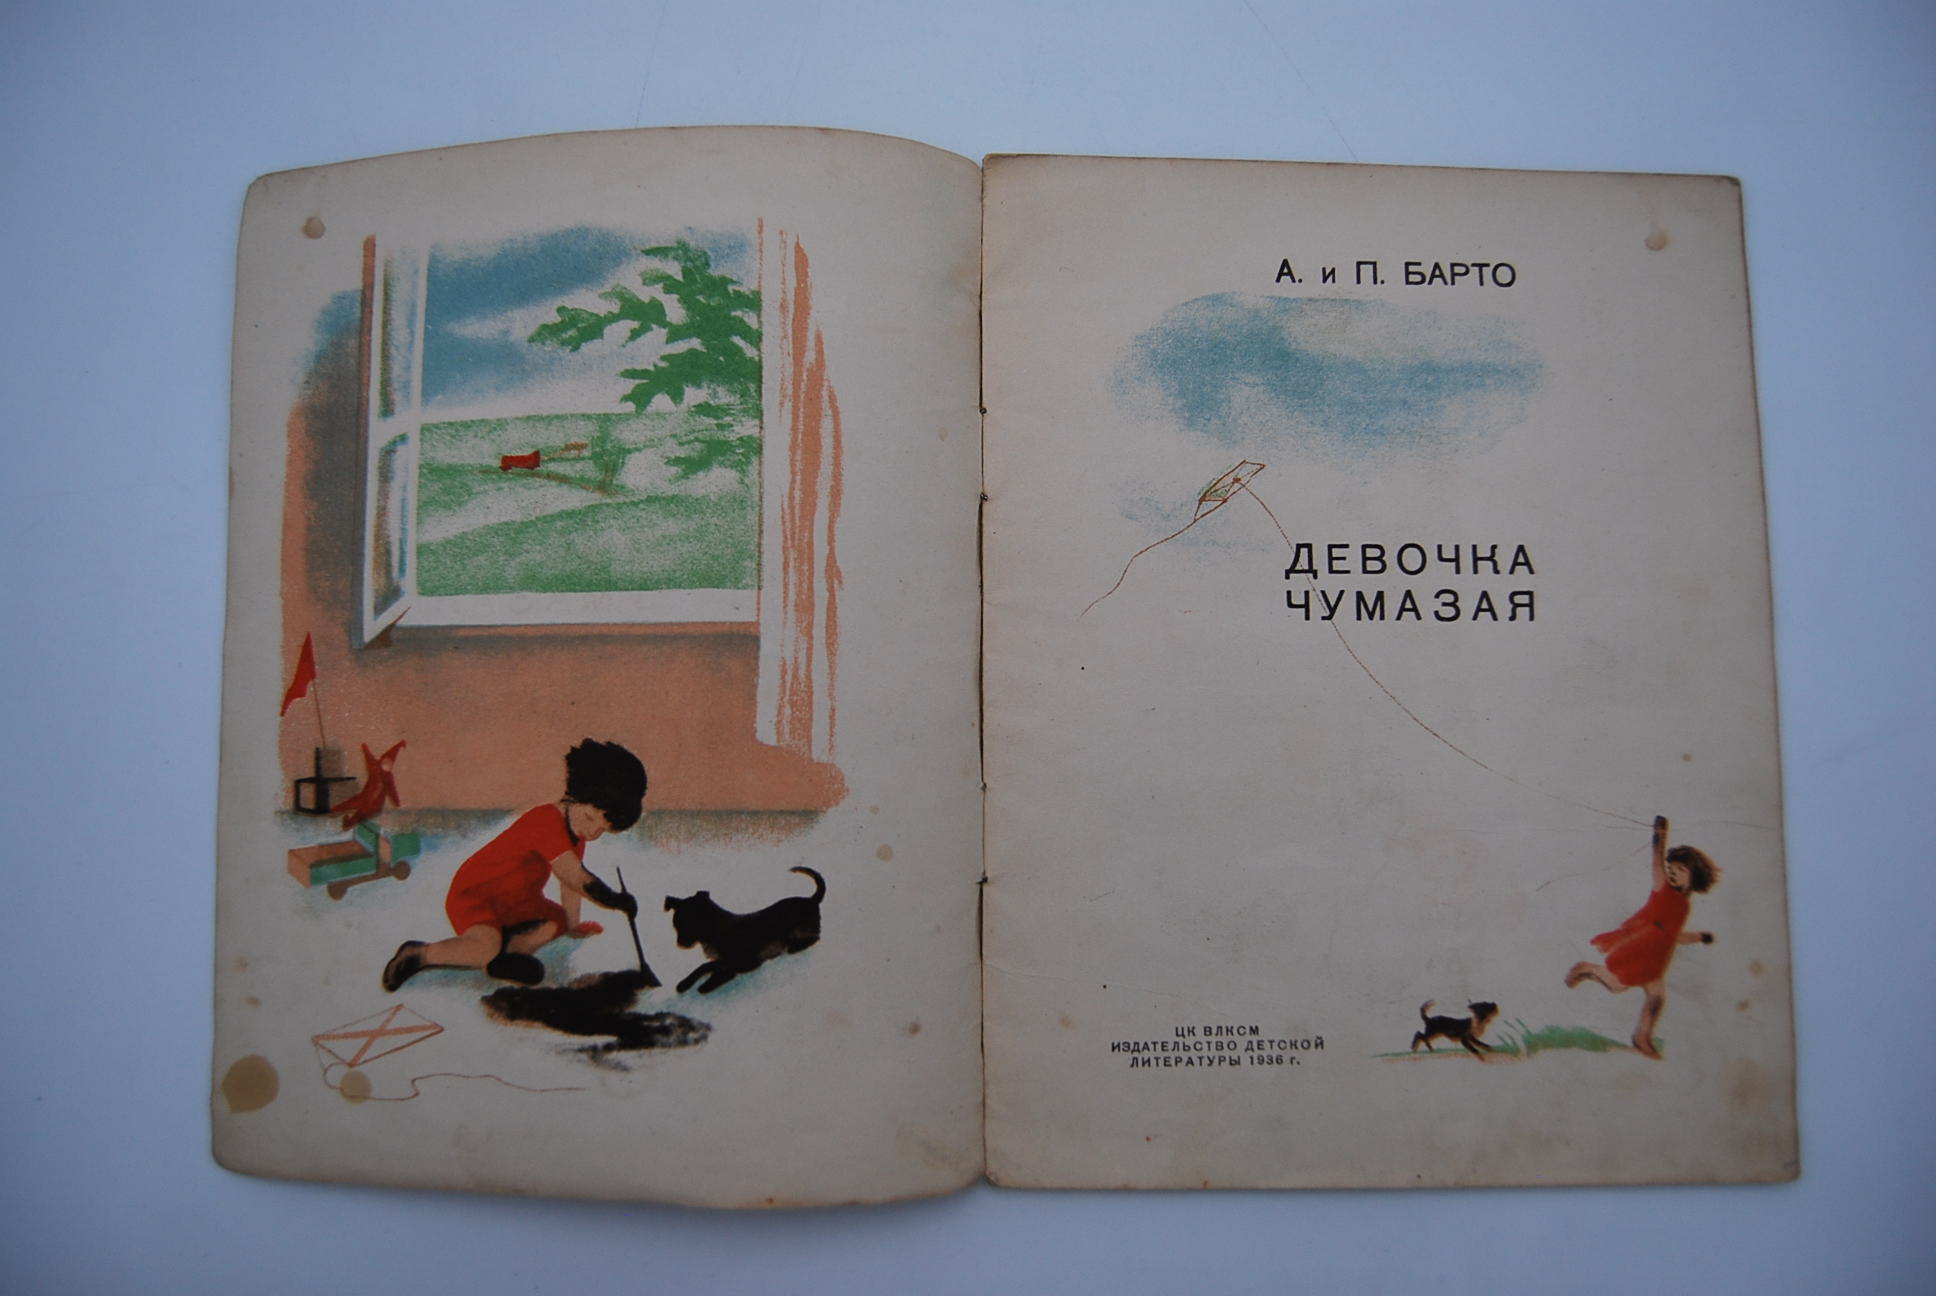 А. и П. БАРТО
ДЕВОЧКА
ЧУМАЗАЯ
ЦК ВЛКСМ
ИЗДАТЕЛЬСТВО ДЕТСКОЙ
ЛИТЕРАТУРЫ 1936 г.